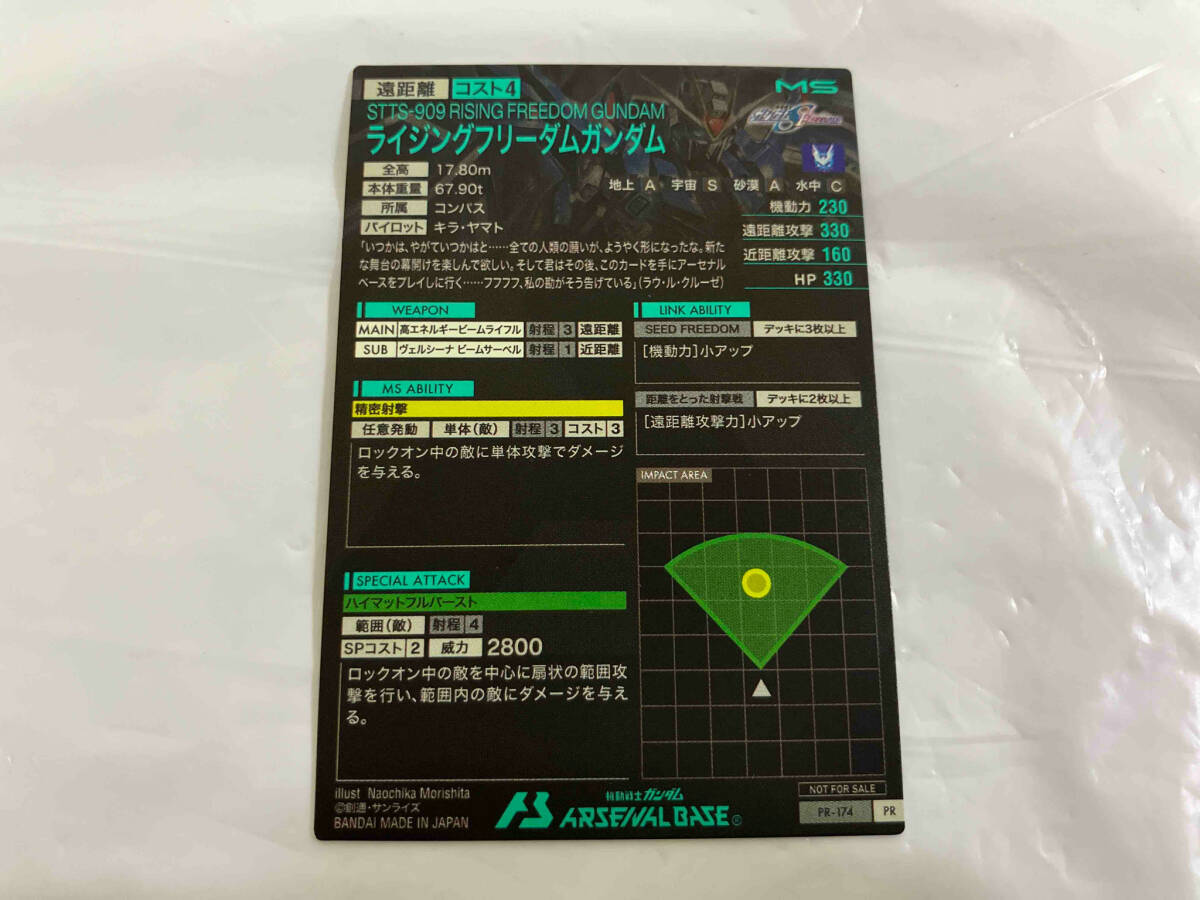 遠距離 コスト4 MS
STTS-909 RISING FREEDOM GUNDAM
ライジングフリーダムガンダム
全高 17.80m
本体重量 67.90t
所属 コンパス
パイロット キラ・ヤマト
地上 A 宇宙 S 砂漠 A 水中 C
機動力 230
遠距離攻撃 330
近距離攻撃 160
HP 330
「いつかは、やがていつかはと……全ての人類の願いが、ようやく形になったな。新た
な舞台の幕開けを楽しんで欲しい。そして君はその後、このカードを手にアーセナル
ベースをプレイしに行く……フフフフ、私の勘がそう告げている」(ラウ・ル・クルーゼ)
WEAPON
MAIN 高エネルギービームライフル 射程 3 遠距離
SUB ヴェルシーナ ビームサーベル 射程 1 近距離
MS ABILITY
精密射撃
任意発動 単体(敵) 射程 3 コスト 3
ロックオン中の敵に単体攻撃でダメージ
を与える。
SPECIAL ATTACK
ハイマットフルバースト
範囲(敵) 射程 4
SPコスト 2 威力 2800
ロックオン中の敵を中心に扇状の範囲攻
撃を行い、範囲内の敵にダメージを与え
る。
LINK ABILITY
SEED FREEDOM デッキに3枚以上
[機動力]小アップ
距離をとった射撃戦 デッキに2枚以上
[遠距離攻撃力]小アップ
IMPACT AREA
illust Naochika Morishita
©創通・サンライズ
BANDAI MADE IN JAPAN
機動戦士ガンダム
ARSENAL BASE®
NOT FOR SALE
PR-174 PR